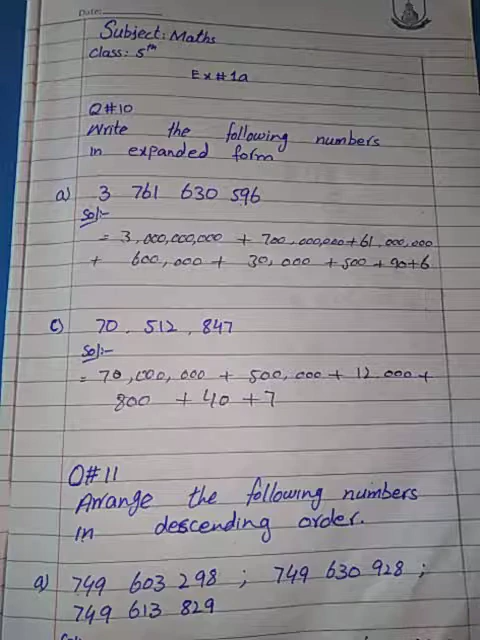 Date:
Subject: Maths
Class: 5th
Ex#1a
Q#10
Write the following numbers
in expanded form
a) 3 761 630 596
Sol:-
= 3,000,000,000 + 700,000,000 + 61,000,000
+ 600,000 + 30,000 + 500 + 90 + 6
c) 70, 512, 847
Sol:-
= 70,000,000 + 500,000 + 12,000 +
800 + 40 + 7
Q#11
Arrange the following numbers
in descending order.
a) 749 603 298 ; 749 630 928 ;
749 613 829